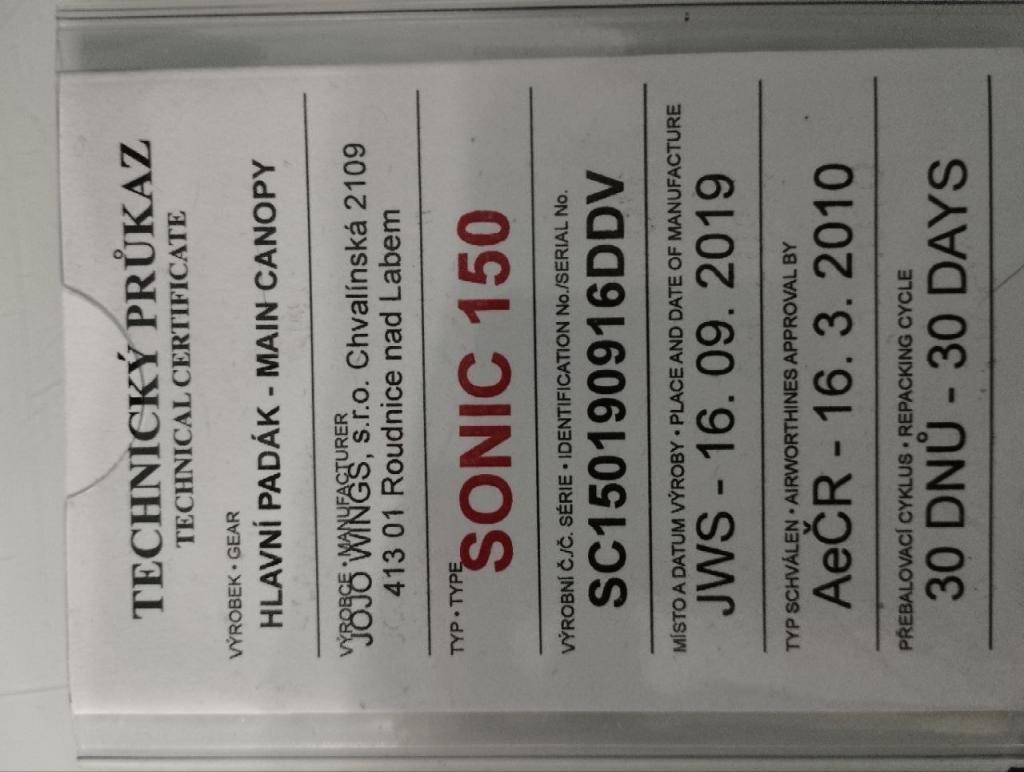 TECHNICKÝ PRŮKAZ
TECHNICAL CERTIFICATE
VÝROBEK • GEAR
HLAVNÍ PADÁK - MAIN CANOPY
VÝROBCE • MANUFACTURER
JOJO WINGS, s.r.o. Chvalínská 2109
413 01 Roudnice nad Labem
TYP • TYPE
SONIC 150
VÝROBNÍ Č./Č. SÉRIE • IDENTIFICATION No./SERIAL No.
SC150190916DDV
MÍSTO A DATUM VÝROBY • PLACE AND DATE OF MANUFACTURE
JWS - 16. 09. 2019
TYP SCHVÁLEN • AIRWORTHINES APPROVAL BY
AeČR - 16. 3. 2010
PŘEBALOVACÍ CYKLUS • REPACKING CYCLE
30 DNŮ - 30 DAYS